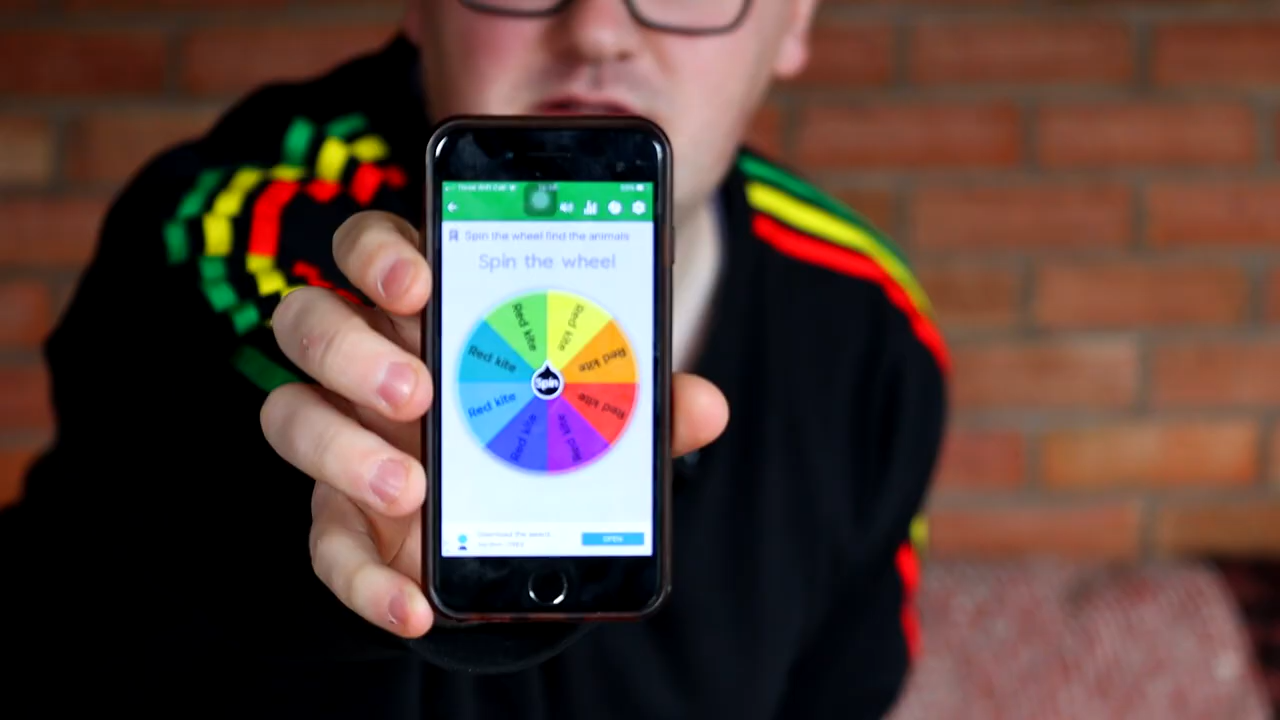 Spin the wheel find the animals
Spin the wheel
Red kite
Red kite
Red kite
Red kite
Red kite
Red kite
Red kite
Red kite
Spin
OPEN